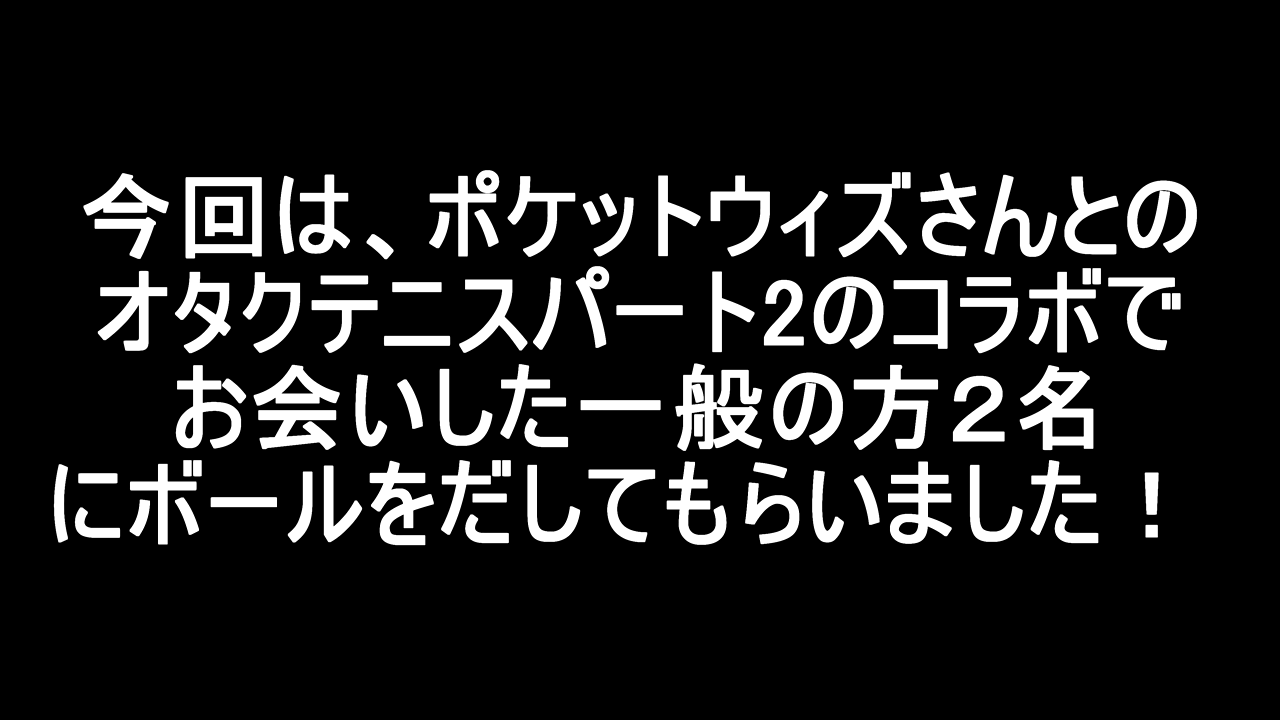 今回は、ポケットウィズさんとの
オタクテニスパート2のコラボで
お会いした一般の方２名
にボールをだしてもらいました！